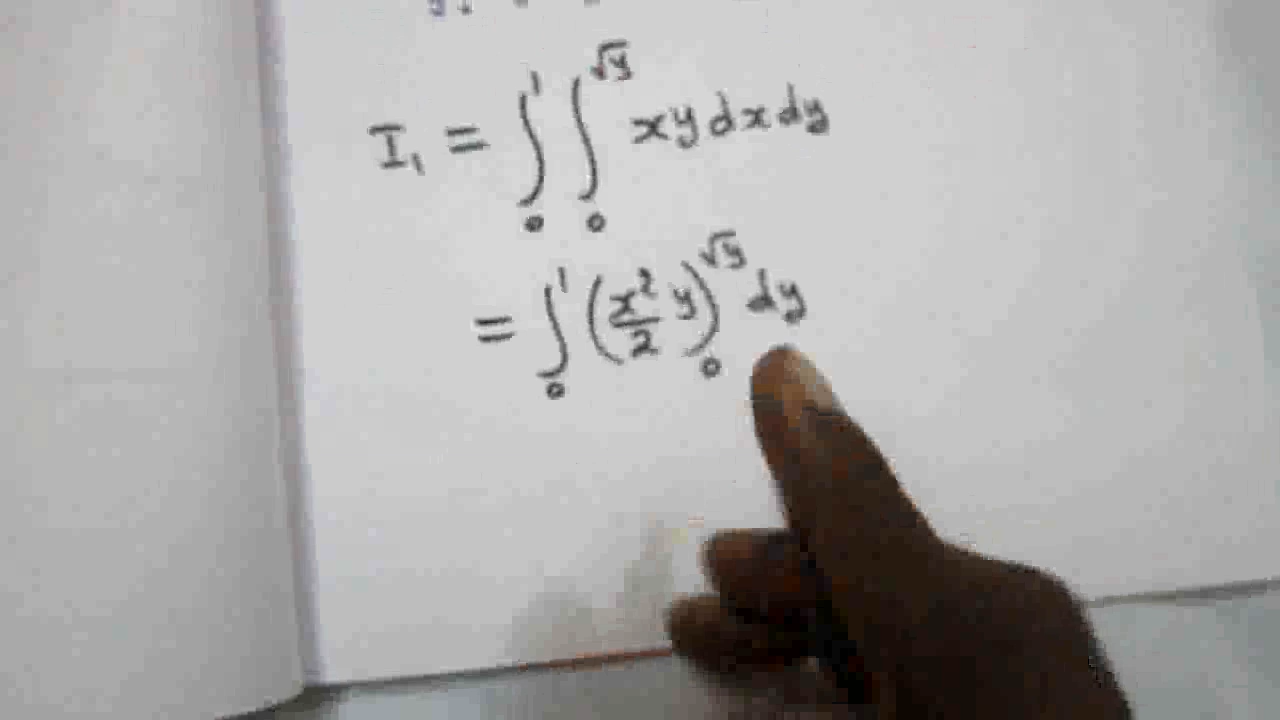 I₁ = ∫₀¹ ∫₀^√y xy dx dy
= ∫₀¹ (x²/2 y)₀^√y dy